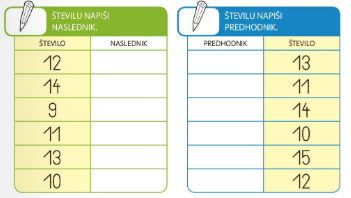 ŠTEVILU NAPIŠI
NASLEDNIK.
ŠTEVILO NASLEDNIK
12
14
9
11
13
10
ŠTEVILU NAPIŠI
PREDHODNIK.
PREDHODNIK ŠTEVILO
13
11
14
10
15
12